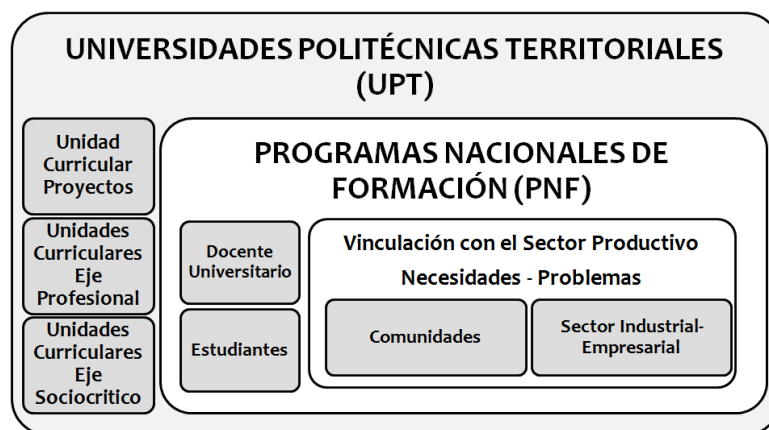 UNIVERSIDADES POLITÉCNICAS TERRITORIALES
(UPT)
Unidad
Curricular
Proyectos
Unidades
Curriculares
Eje
Profesional
Unidades
Curriculares
Eje
Sociocritico
PROGRAMAS NACIONALES DE
FORMACIÓN (PNF)
Docente
Universitario
Estudiantes
Vinculación con el Sector Productivo
Necesidades - Problemas
Comunidades
Sector Industrial-
Empresarial